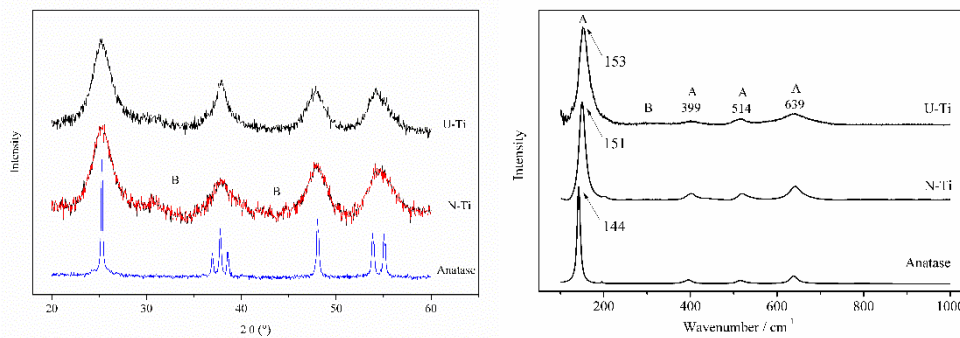 Intensity
U-Ti
B
B
N-Ti
Anatase
20
30
40
50
60
2 θ (°)
A
153
B
A
399
A
514
A
639
U-Ti
151
N-Ti
144
Anatase
Intensity
200
400
600
800
1000
Wavenumber / cm⁻¹